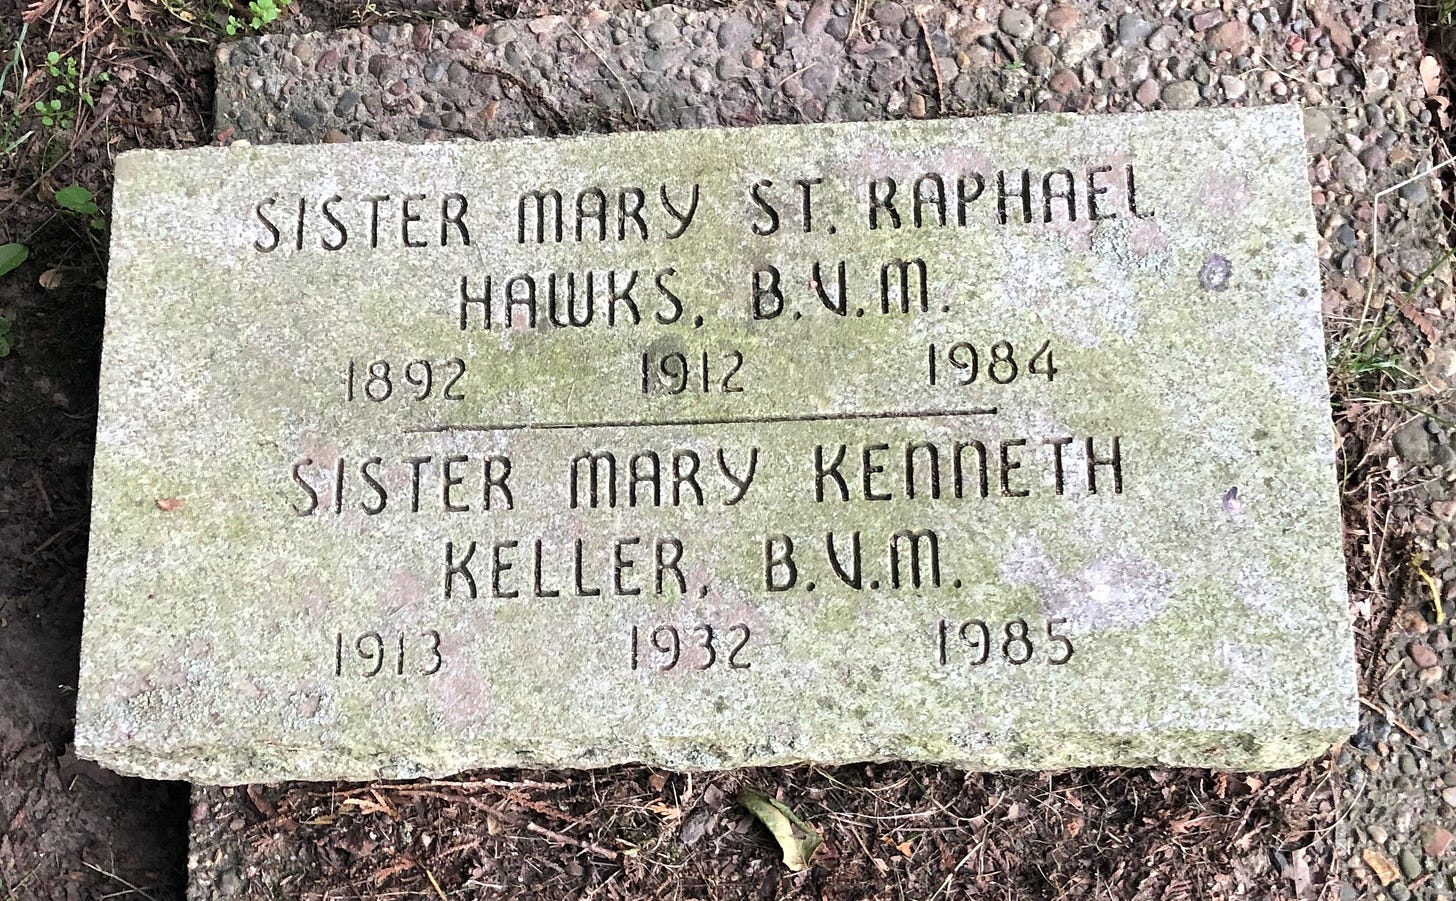 SISTER MARY ST. RAPHAEL
HAWKS, B.V.M.
1892 1912 1984
SISTER MARY KENNETH
KELLER, B.V.M.
1913 1932 1985